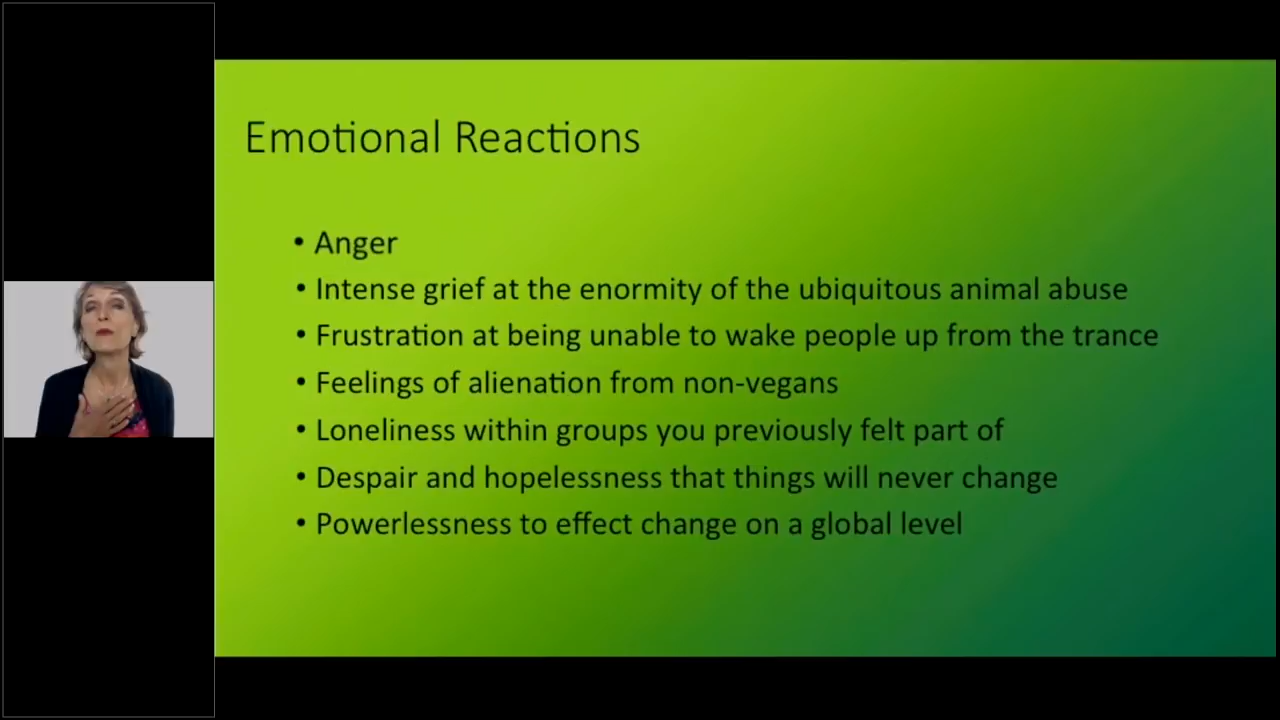 Emotional Reactions
• Anger
• Intense grief at the enormity of the ubiquitous animal abuse
• Frustration at being unable to wake people up from the trance
• Feelings of alienation from non-vegans
• Loneliness within groups you previously felt part of
• Despair and hopelessness that things will never change
• Powerlessness to effect change on a global level